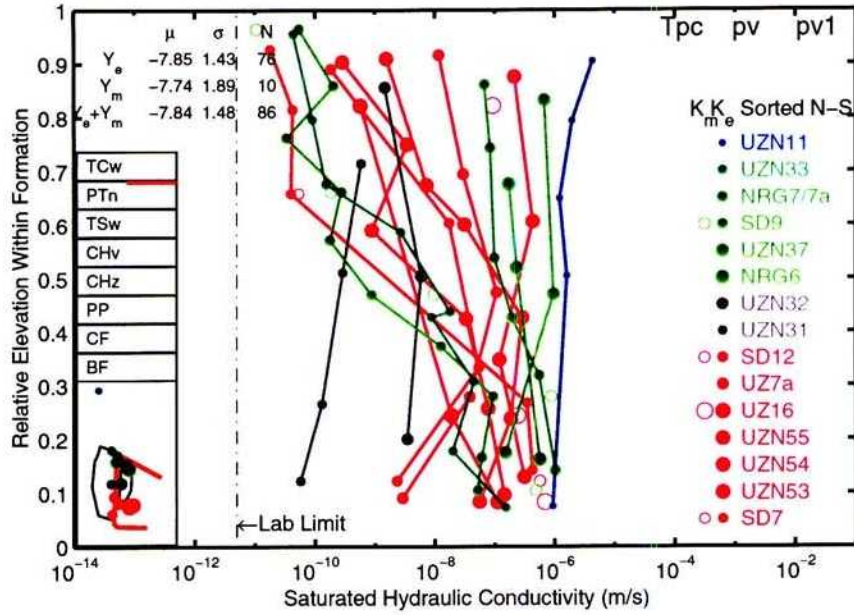 μ σ N
Y_e −7.85 1.43 76
Y_m −7.74 1.89 10
Y_e+Y_m −7.84 1.48 86
Tpc pv pv1
K_m K_e Sorted N−S
UZN11
UZN33
NRG7/7a
SD9
UZN37
NRG6
UZN32
UZN31
SD12
UZ7a
UZ16
UZN55
UZN54
UZN53
SD7
TCw
PTn
TSw
CHv
CHz
PP
CF
BF
←Lab Limit
Relative Elevation Within Formation
1
0.9
0.8
0.7
0.6
0.5
0.4
0.3
0.2
0.1
0
10^−14 10^−12 10^−10 10^−8 10^−6 10^−4 10^−2
Saturated Hydraulic Conductivity (m/s)